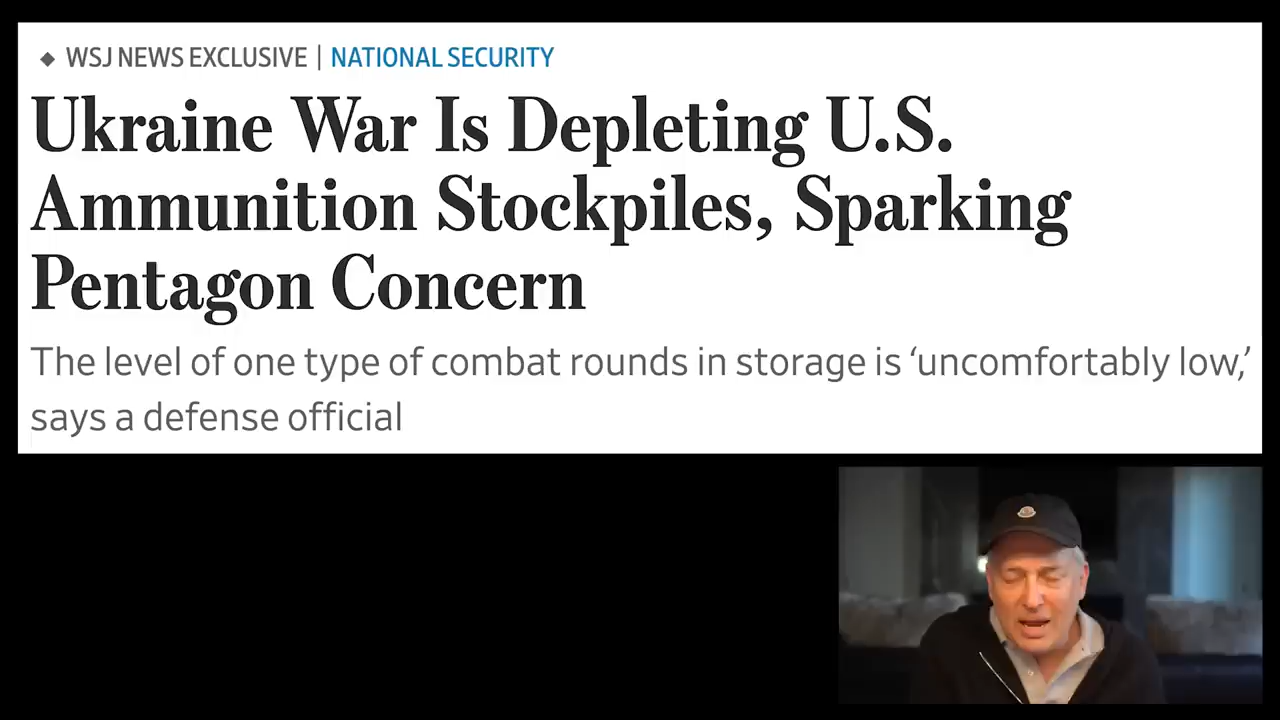 ◆ WSJ NEWS EXCLUSIVE | NATIONAL SECURITY
Ukraine War Is Depleting U.S.
Ammunition Stockpiles, Sparking
Pentagon Concern
The level of one type of combat rounds in storage is ‘uncomfortably low,’
says a defense official